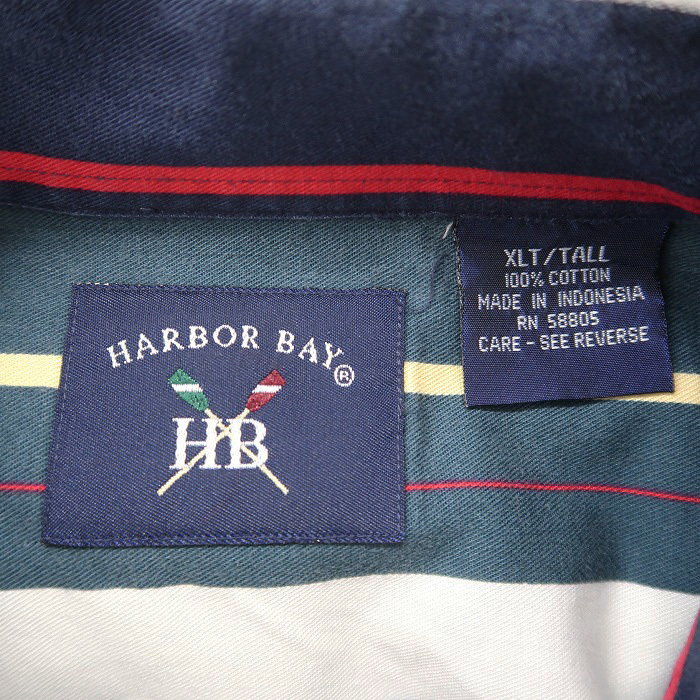 HARBOR BAY®
HB
XLT/TALL
100% COTTON
MADE IN INDONESIA
RN 58805
CARE - SEE REVERSE